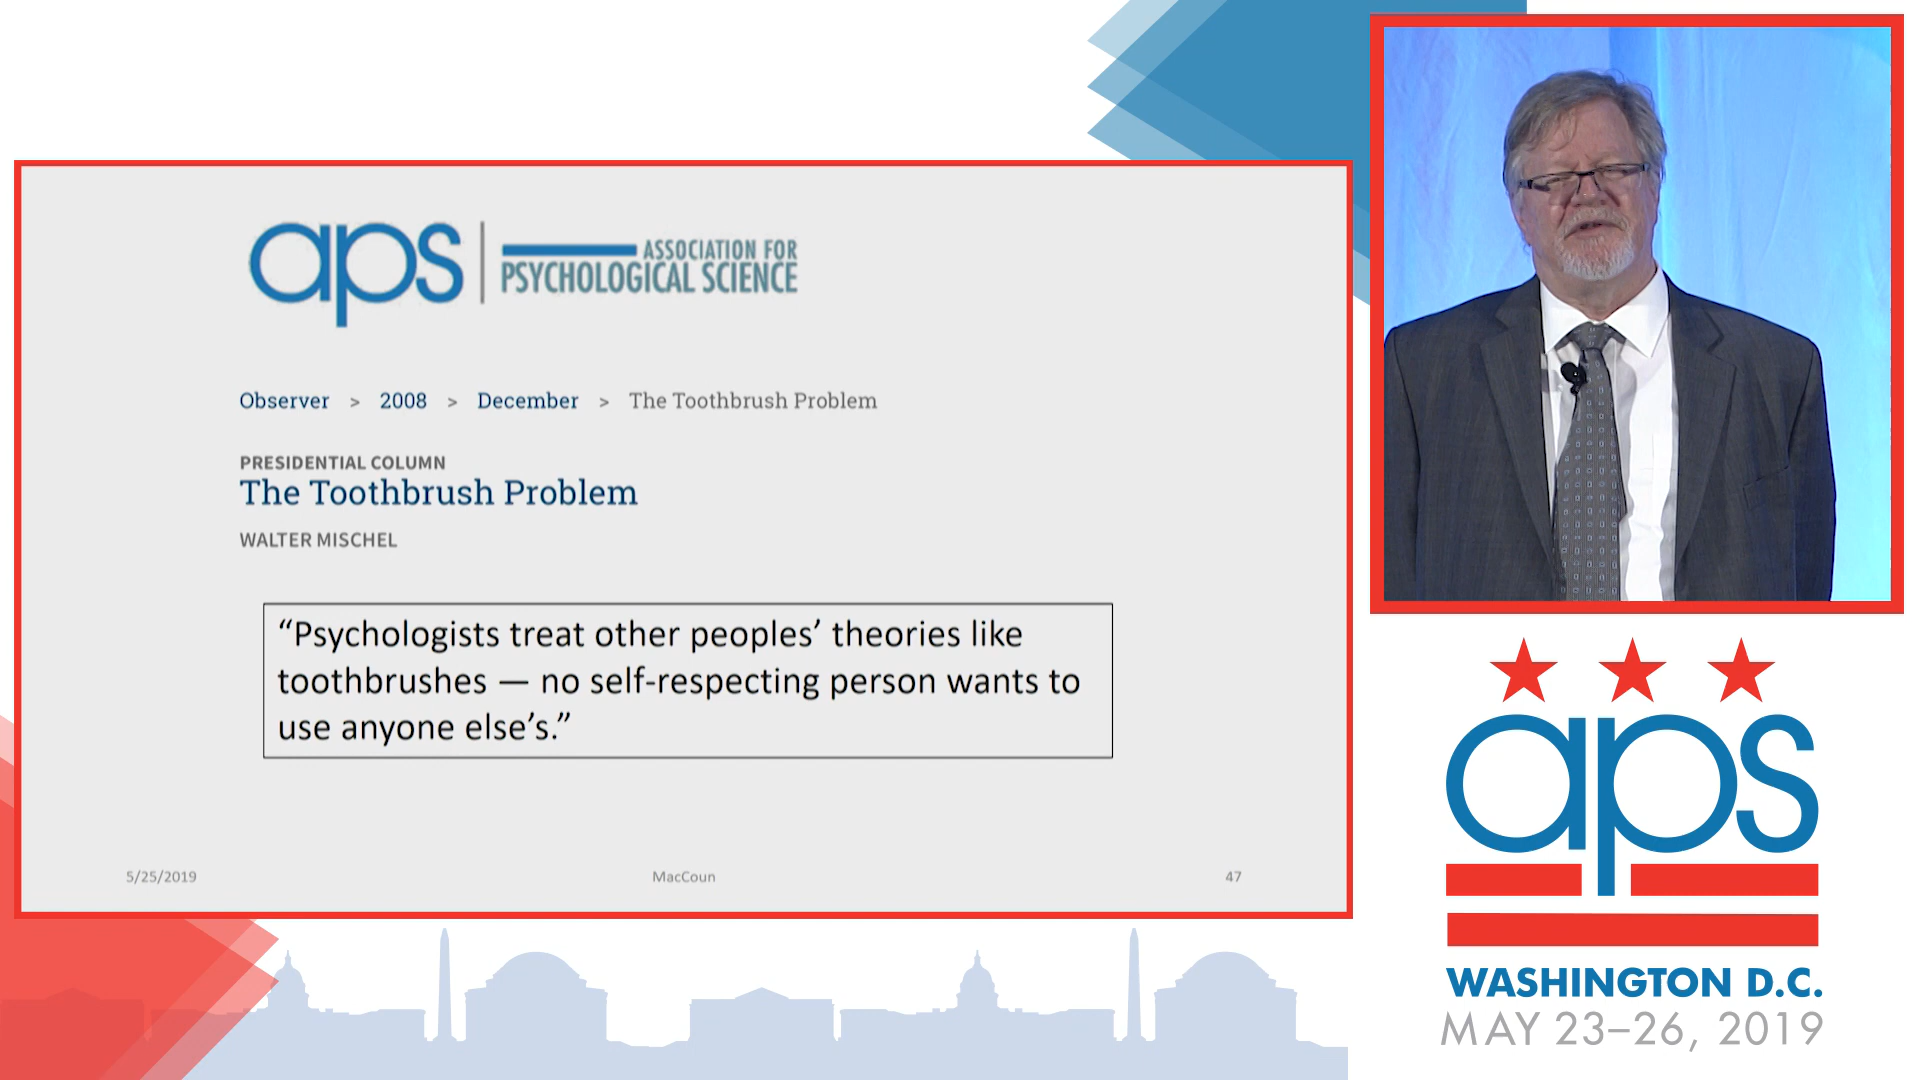 aps ASSOCIATION FOR
PSYCHOLOGICAL SCIENCE
Observer > 2008 > December > The Toothbrush Problem
PRESIDENTIAL COLUMN
The Toothbrush Problem
WALTER MISCHEL
“Psychologists treat other peoples’ theories like
toothbrushes — no self-respecting person wants to
use anyone else’s.”
5/25/2019 MacCoun 47
aps
WASHINGTON D.C.
MAY 23–26, 2019